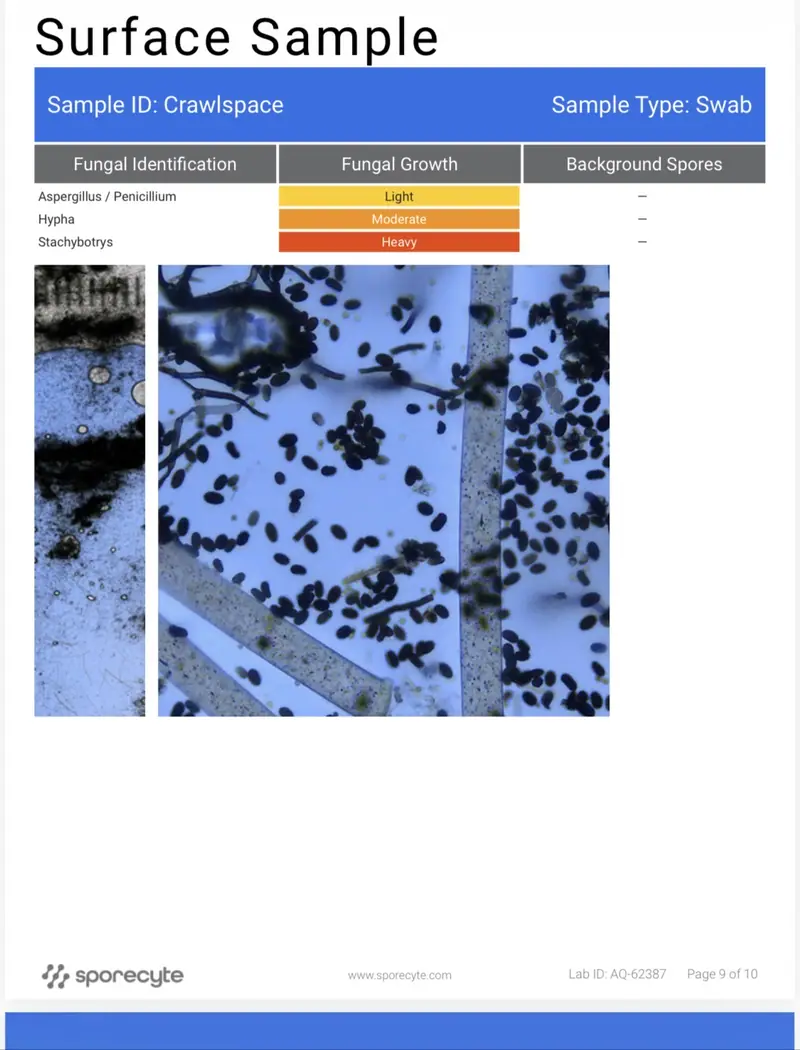 Surface Sample
Sample ID: Crawlspace Sample Type: Swab
Fungal Identification Fungal Growth Background Spores
Aspergillus / Penicillium Light –
Hypha Moderate –
Stachybotrys Heavy –
sporecyte www.sporecyte.com Lab ID: AQ-62387 Page 9 of 10